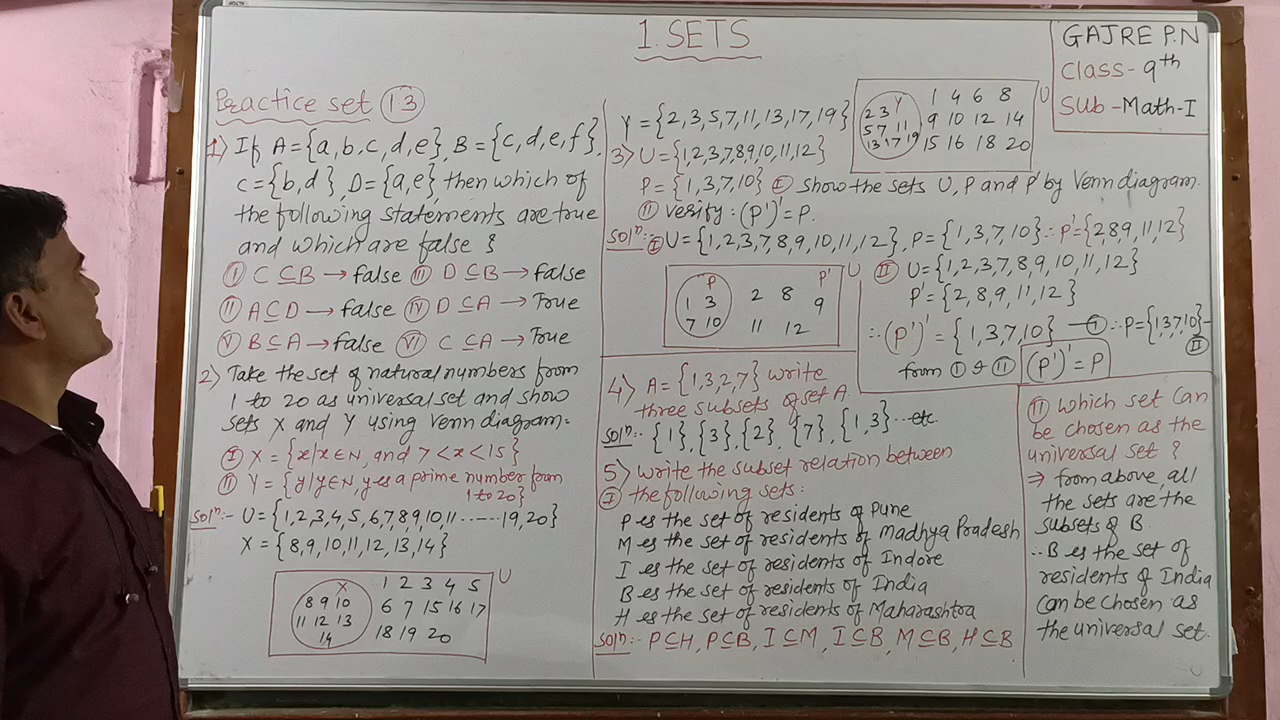 1. SETS
GAJRE P.N
Class- 9th
Sub - Math-I
Practice set 1.3
1) If A = {a,b,c,d,e}, B = {c,d,e,f},
C = {b,d}, D = {a,e} then which of
the following statements are true
and which are false ?
I C ⊆ B → false III D ⊆ B → false
II A ⊆ D → false IV D ⊆ A → True
V B ⊆ A → false VI C ⊆ A → True
2) Take the set of natural numbers from
1 to 20 as universal set and show
sets X and Y using Venn diagram.
I X = {x/x∈N, and 7<x<15}
II Y = {y/y∈N, y is a prime number from
1 to 20}
Solⁿ:- U = {1,2,3,4,5,6,7,8,9,10,11 ...... 19,20}
X = {8,9,10,11,12,13,14}
X 1 2 3 4 5 U
8 9 10 6 7 15 16 17
11 12 13
14 18 19 20
Y = {2,3,5,7,11,13,17,19}
Y 1 4 6 8 U
2 3
5 7 11 9 10 12 14
13 17 19 15 16 18 20
3) U = {1,2,3,7,8,9,10,11,12}
P = {1,3,7,10} I Show the sets U, P and P' by Venn diagram.
II Verify : (P')' = P.
Solⁿ:- I U = {1,2,3,7,8,9,10,11,12}, P = {1,3,7,10} ∴ P' = {2,8,9,11,12}
P P' U
1 3 2 8 9
7 10 11 12
II U = {1,2,3,7,8,9,10,11,12}
P' = {2,8,9,11,12}
∴ (P')' = {1,3,7,10} — I ∴ P = {1,3,7,10} -
II
from I & II (P')' = P
4) A = {1,3,2,7} write
three subsets of set A.
Solⁿ:- {1}, {3}, {2}, {7}, {1,3} ... etc.
5) Write the subset relation between
I the following sets :
P is the set of residents of Pune
M is the set of residents of Madhya Pradesh
I is the set of residents of Indore
B is the set of residents of India
H is the set of residents of Maharashtra
Solⁿ:- P⊆H, P⊆B, I⊆M, I⊆B, M⊆B, H⊆B
II Which set can
be chosen as the
universal set ?
⇒ from above, all
the sets are the
subsets of B.
∴ B is the set of
residents of India
can be chosen as
the universal set.